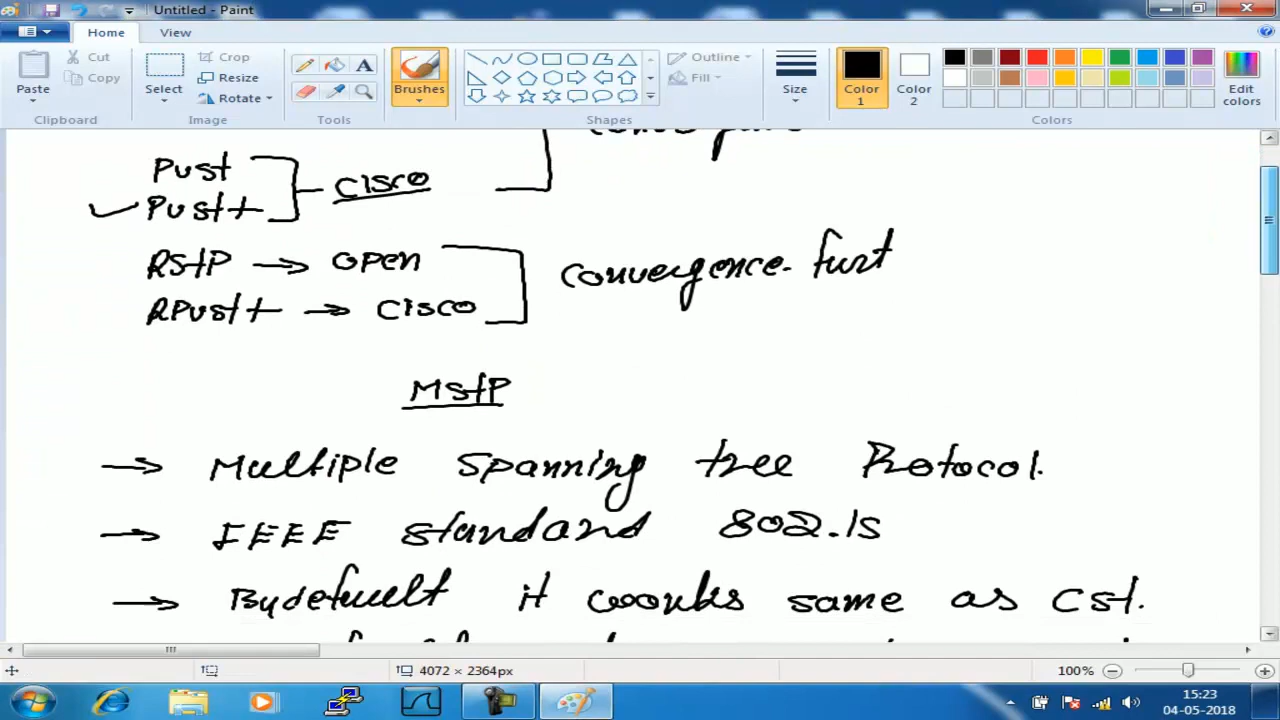 Untitled - Paint
Home View
Cut
Copy
Paste
Clipboard
Crop
Resize
Rotate
Select
Image
Tools
Brushes
Shapes
Outline
Fill
Size
Color 1
Color 2
Edit colors
Colors
Pvst
Pvst+
Cisco
RStP → open
RPvst+ → Cisco
Convergence. fast
MStP
→ Multiple Spanning tree Protocol.
→ IEEE standard 802.1s
→ Bydefault it works same as Cst.
4072 × 2364px
100%
15:23
04-05-2018